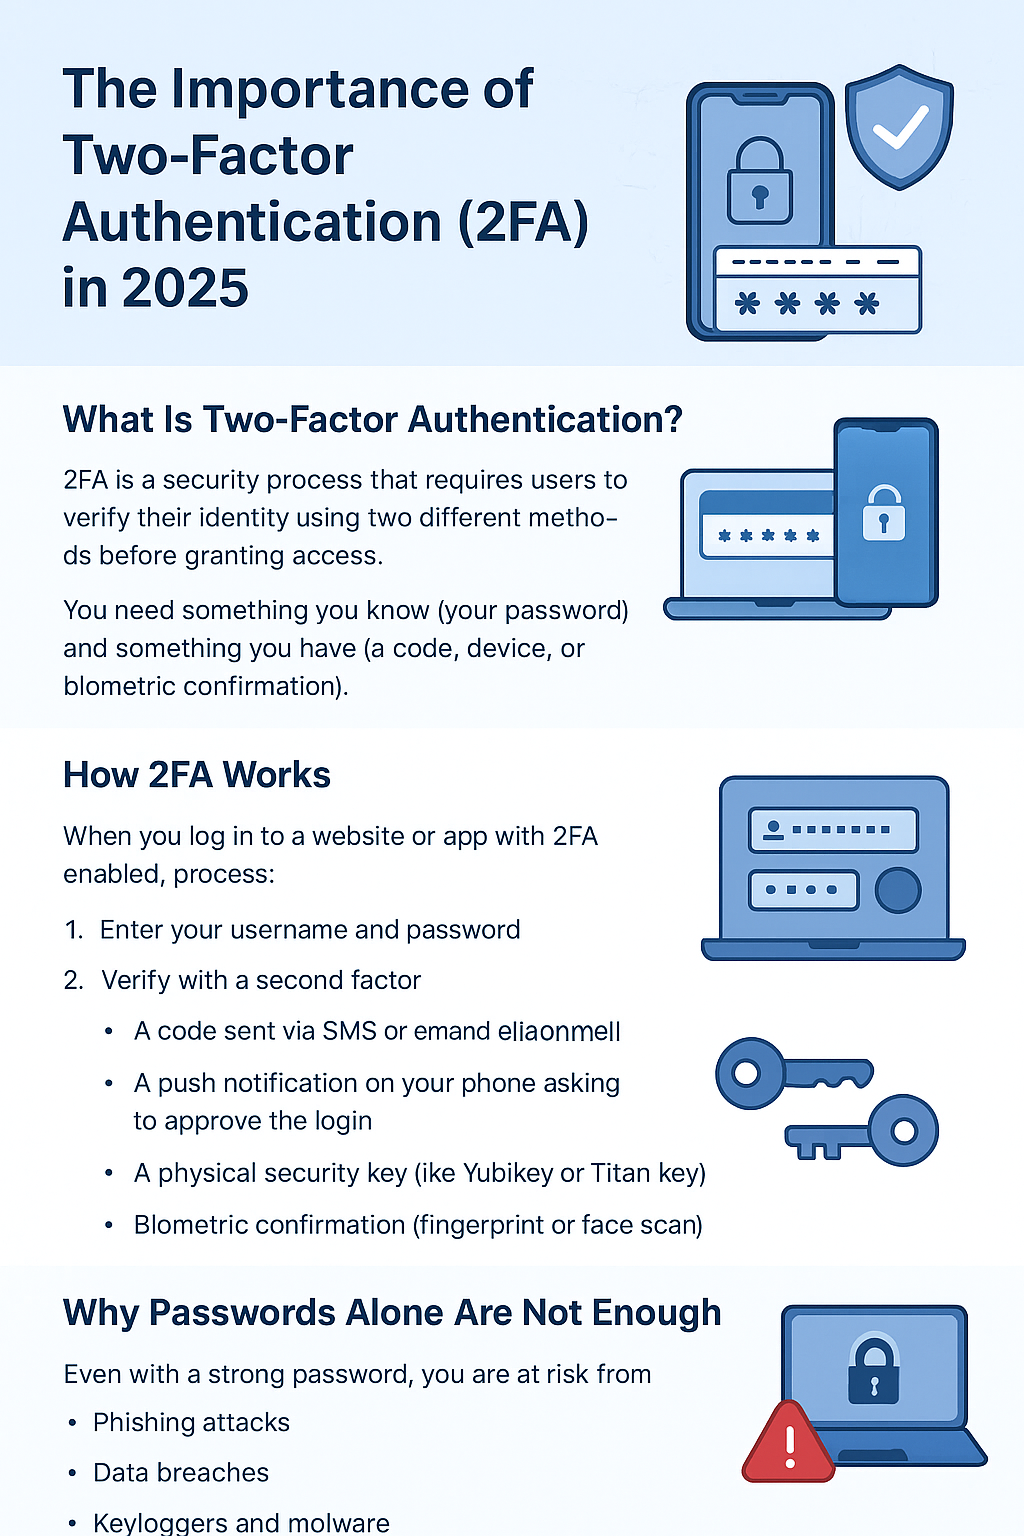 The Importance of
Two-Factor
Authentication (2FA)
in 2025
What Is Two-Factor Authentication?
2FA is a security process that requires users to
verify their identity using two different metho-
ds before granting access.
You need something you know (your password)
and something you have (a code, device, or
blometric confirmation).
How 2FA Works
When you log in to a website or app with 2FA
enabled, process:
1. Enter your username and password
2. Verify with a second factor
• A code sent via SMS or emand eliaonmell
• A push notification on your phone asking
to approve the login
• A physical security key (ike Yubikey or Titan key)
• Blometric confirmation (fingerprint or face scan)
Why Passwords Alone Are Not Enough
Even with a strong password, you are at risk from
• Phishing attacks
• Data breaches
• Keyloggers and molware